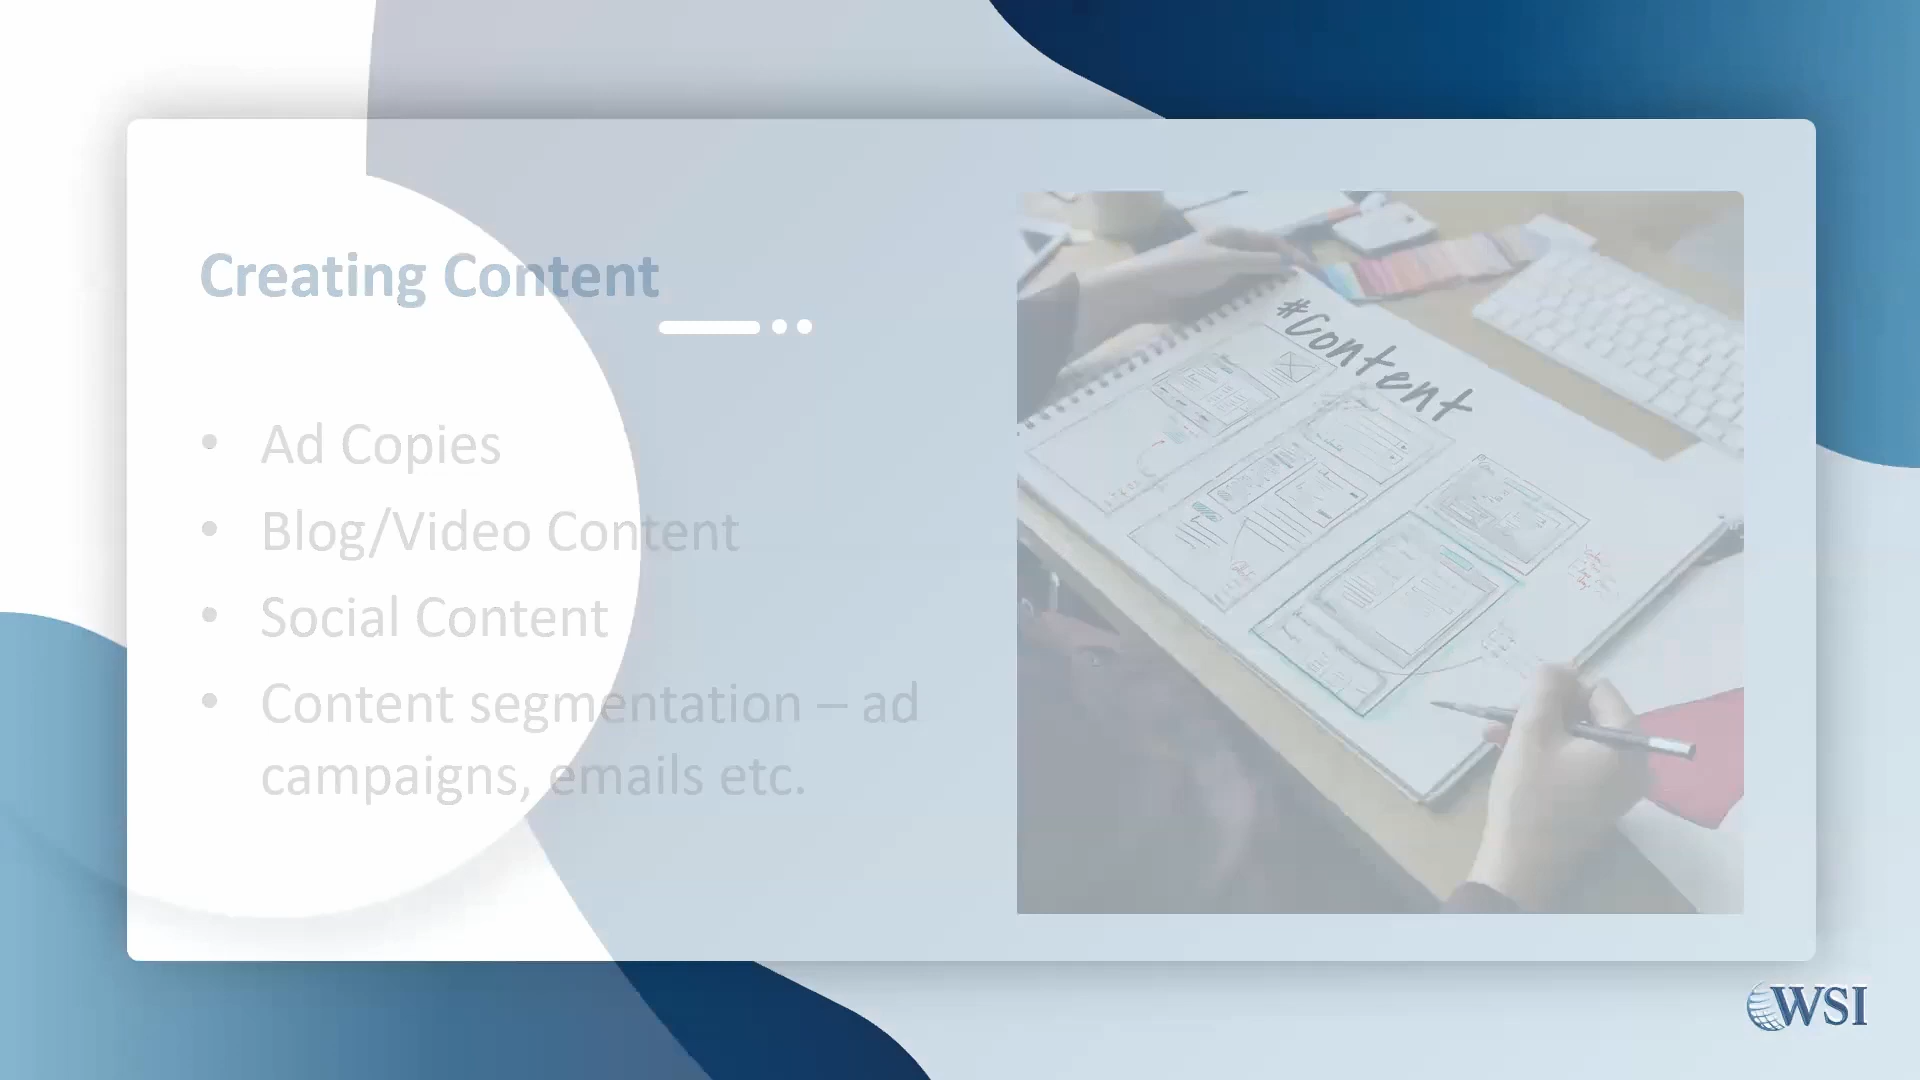 Creating Content
• Ad Copies
• Blog/Video Content
• Social Content
• Content segmentation – ad
campaigns, emails etc.
#Content
WSI